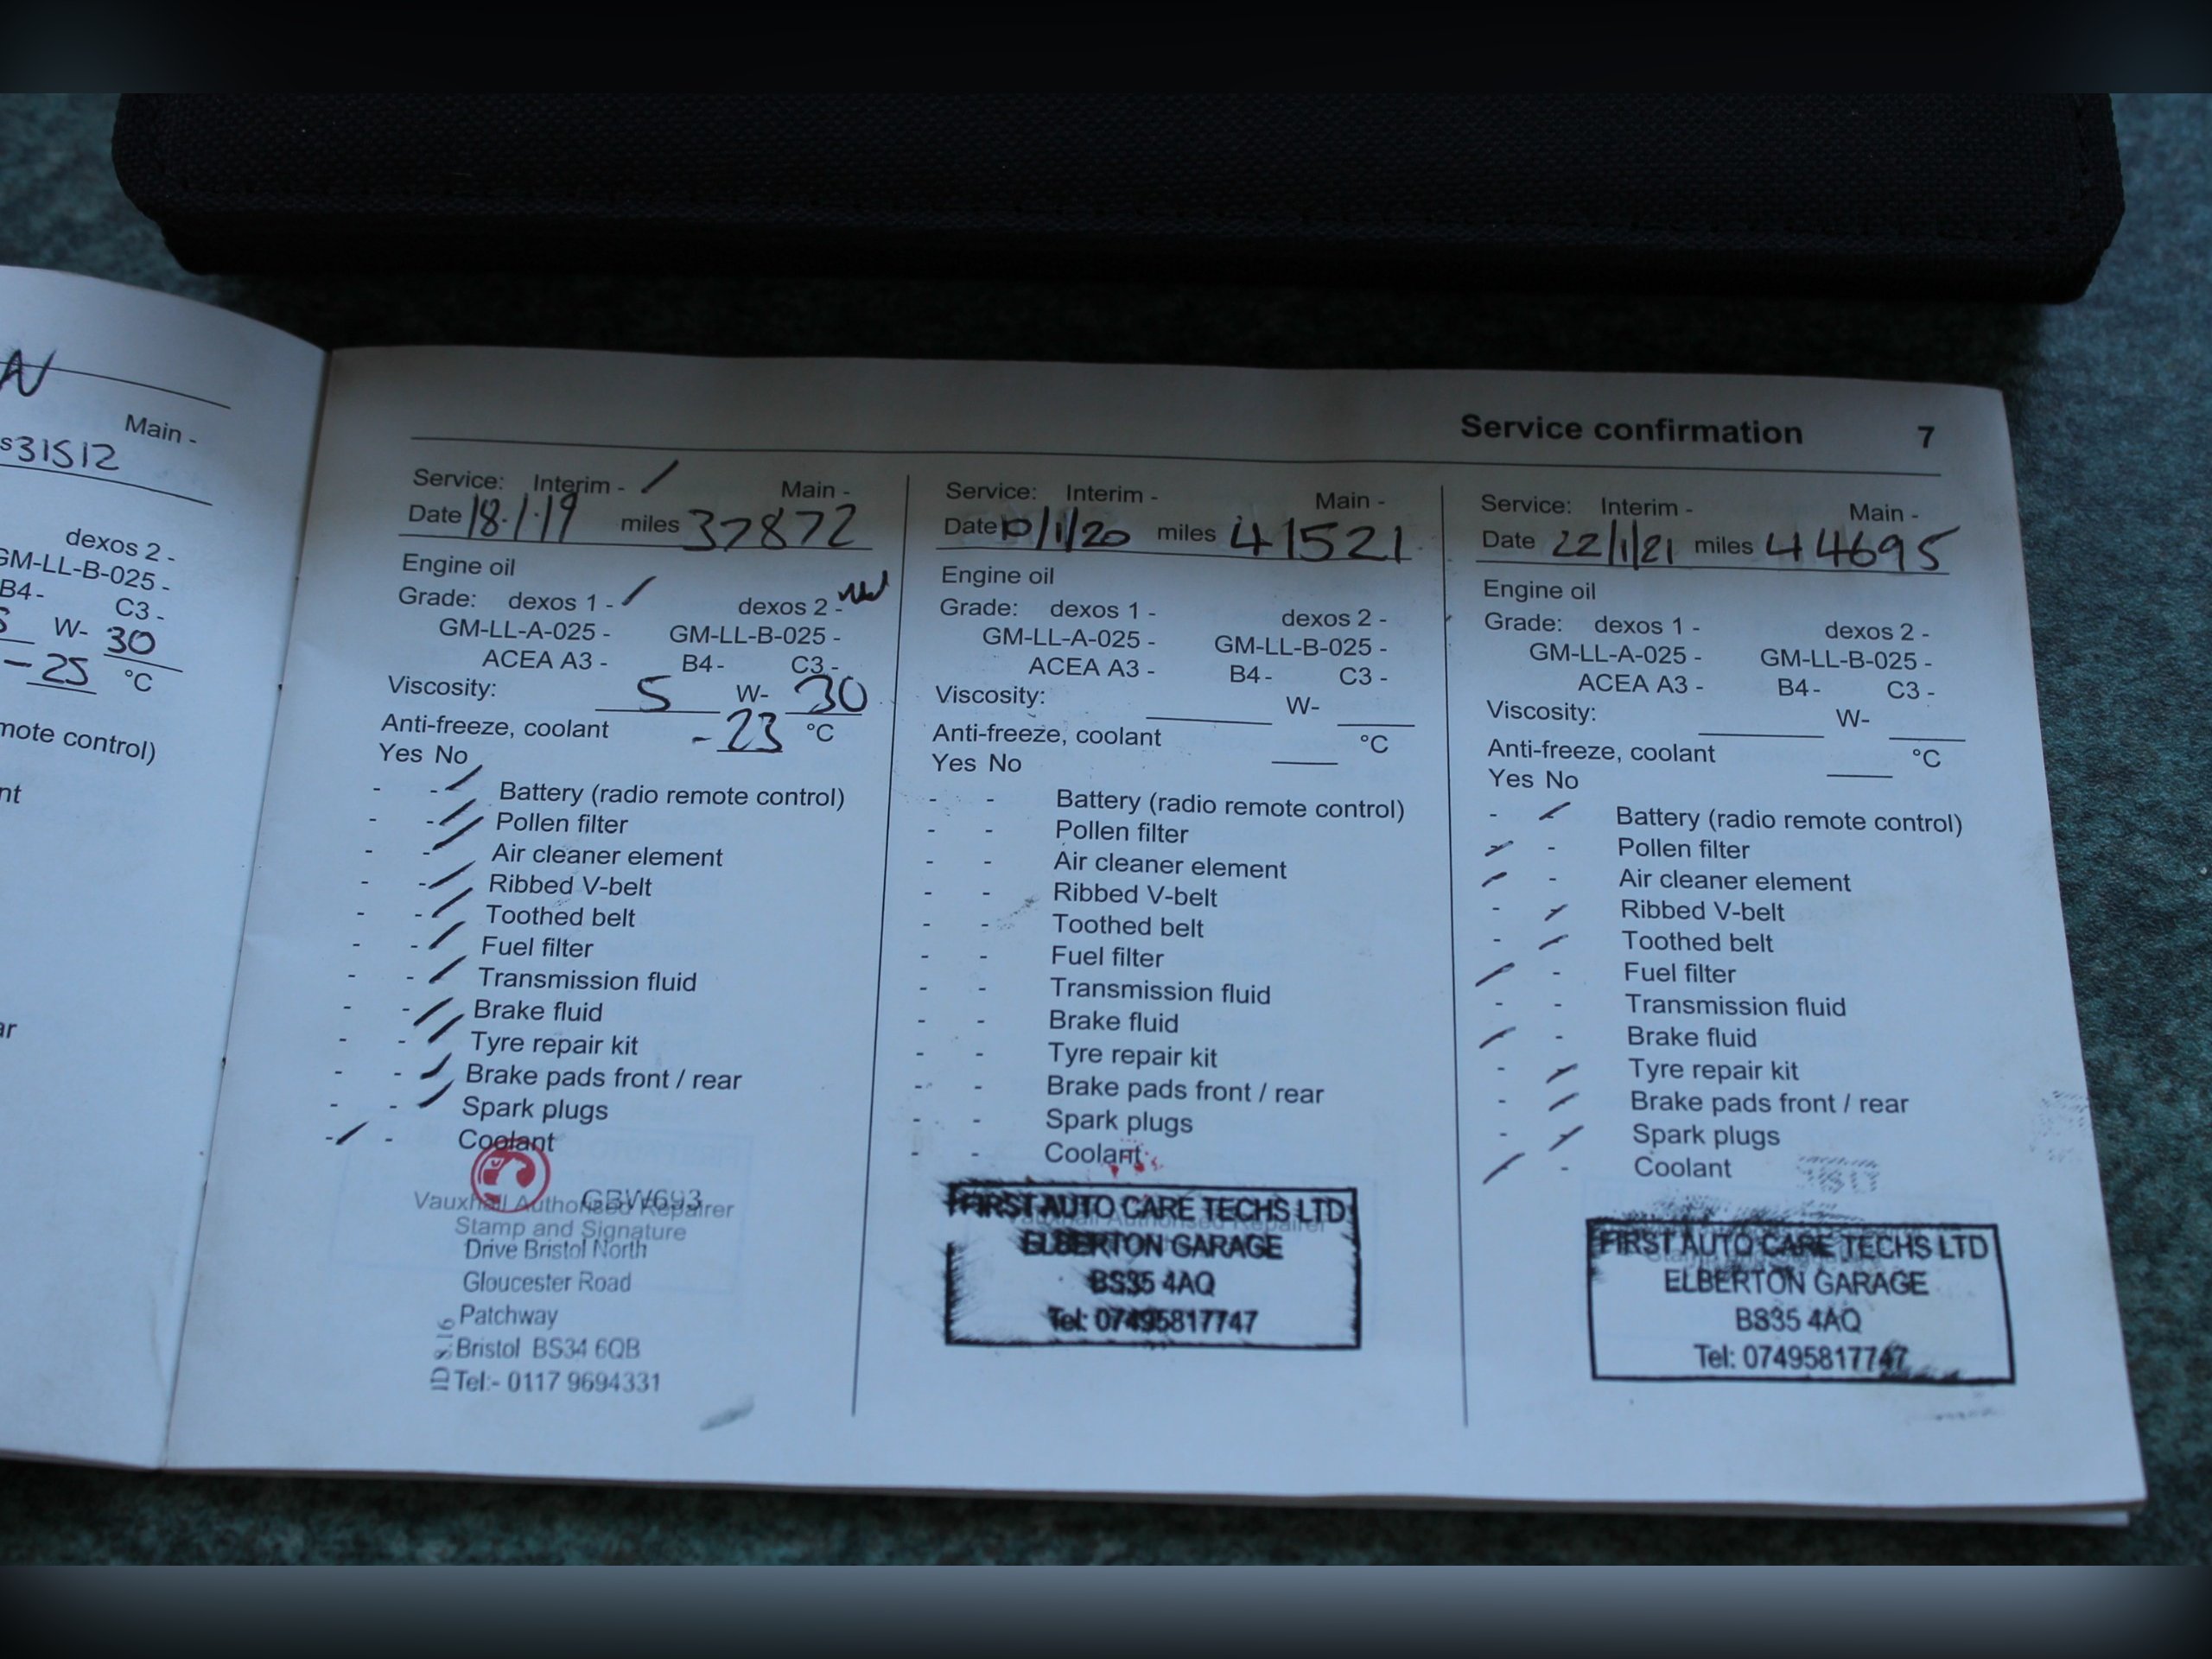 N
Main -
s 31512
dexos 2 -
GM-LL-B-025 -
B4 - C3 -
W- 30
-25 °C
mote control)
nt
ar
Service confirmation 7
Service: Interim - / Main -
Date 18.1.19 miles 37872
Engine oil
Grade: dexos 1 - / dexos 2 -
GM-LL-A-025 - GM-LL-B-025 -
ACEA A3 - B4 - C3 -
Viscosity: 5 W- 30
Anti-freeze, coolant -23 °C
Yes No
- - / Battery (radio remote control)
- - / Pollen filter
- - / Air cleaner element
- - / Ribbed V-belt
- - / Toothed belt
- - / Fuel filter
- - / Transmission fluid
- - / Brake fluid
- - / Tyre repair kit
- - / Brake pads front / rear
- - / Spark plugs
- / - Coolant
GBW693
Vauxhall Authorised Repairer
Stamp and Signature
Drive Bristol North
Gloucester Road
Patchway
Bristol BS34 6QB
Tel:- 0117 9694331
Service: Interim - Main -
Date /1/20 miles 41521
Engine oil
Grade: dexos 1 - dexos 2 -
GM-LL-A-025 - GM-LL-B-025 -
ACEA A3 - B4 - C3 -
Viscosity: W-
Anti-freeze, coolant °C
Yes No
- - Battery (radio remote control)
- - Pollen filter
- - Air cleaner element
- - Ribbed V-belt
- - Toothed belt
- - Fuel filter
- - Transmission fluid
- - Brake fluid
- - Tyre repair kit
- - Brake pads front / rear
- - Spark plugs
- - Coolant
FIRST AUTO CARE TECHS LTD
Vauxhall Authorised Repairer
ELBERTON GARAGE
BS35 4AQ
Tel: 07495817747
Service: Interim - Main -
Date 22/1/21 miles 44695
Engine oil
Grade: dexos 1 - dexos 2 -
GM-LL-A-025 - GM-LL-B-025 -
ACEA A3 - B4 - C3 -
Viscosity: W-
Anti-freeze, coolant °C
Yes No
- / Battery (radio remote control)
/ - Pollen filter
/ - Air cleaner element
- / Ribbed V-belt
- / Toothed belt
/ - Fuel filter
- - Transmission fluid
/ - Brake fluid
- / Tyre repair kit
- / Brake pads front / rear
- / Spark plugs
/ - Coolant
FIRST AUTO CARE TECHS LTD
ELBERTON GARAGE
BS35 4AQ
Tel: 07495817747